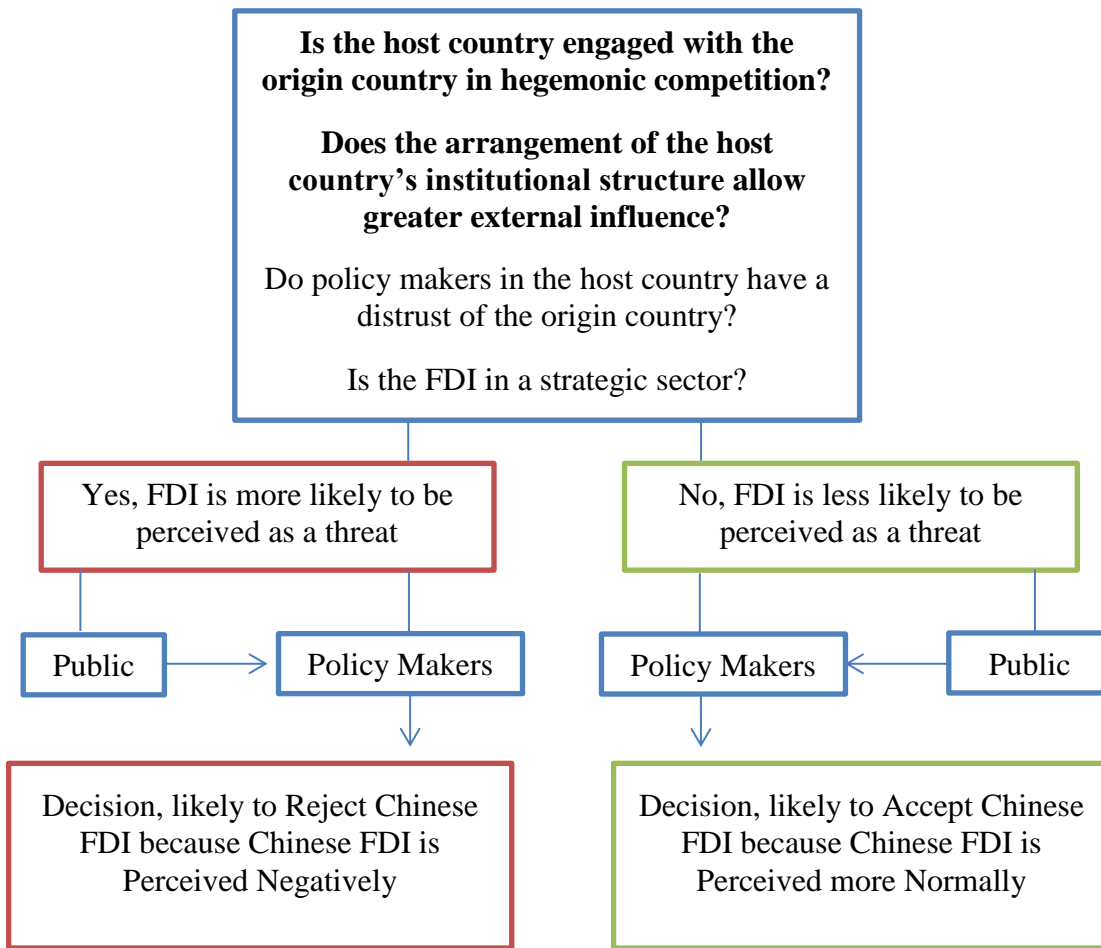 Is the host country engaged with the
origin country in hegemonic competition?
Does the arrangement of the host
country’s institutional structure allow
greater external influence?
Do policy makers in the host country have a
distrust of the origin country?
Is the FDI in a strategic sector?
Yes, FDI is more likely to be
perceived as a threat
No, FDI is less likely to be
perceived as a threat
Public
Policy Makers
Policy Makers
Public
Decision, likely to Reject Chinese
FDI because Chinese FDI is
Perceived Negatively
Decision, likely to Accept Chinese
FDI because Chinese FDI is
Perceived more Normally